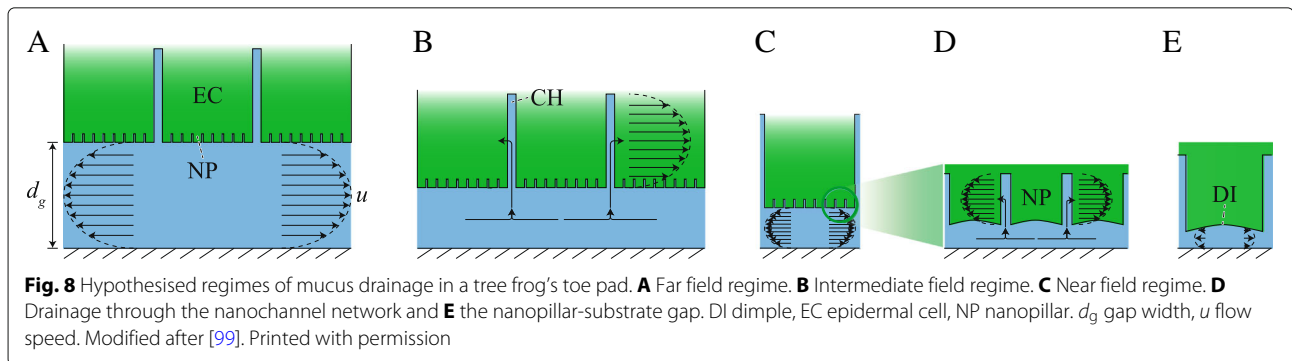 A
B
C
D
E
EC
NP
d_g
u
CH
NP
DI
Fig. 8 Hypothesised regimes of mucus drainage in a tree frog's toe pad. A Far field regime. B Intermediate field regime. C Near field regime. D
Drainage through the nanochannel network and E the nanopillar-substrate gap. DI dimple, EC epidermal cell, NP nanopillar. d_g gap width, u flow
speed. Modified after [99]. Printed with permission